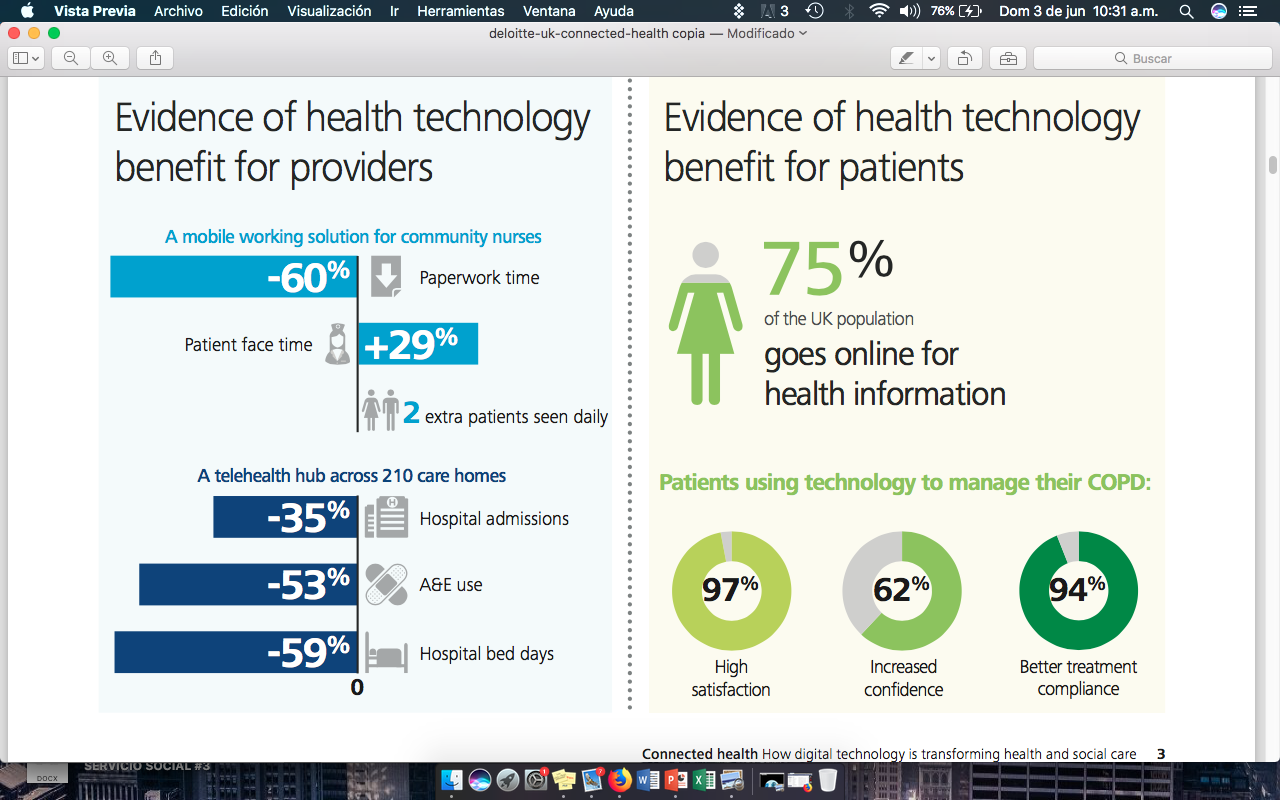 Vista Previa Archivo Edición Visualización Ir Herramientas Ventana Ayuda 3 76% Dom 3 de jun 10:31 a.m.
deloitte-uk-connected-health copia — Modificado
Buscar
Evidence of health technology
benefit for providers
A mobile working solution for community nurses
-60% Paperwork time
Patient face time +29%
2 extra patients seen daily
A telehealth hub across 210 care homes
-35% H Hospital admissions
-53% A&E use
-59% Hospital bed days
0
Evidence of health technology
benefit for patients
75%
of the UK population
goes online for
health information
Patients using technology to manage their COPD:
97% 62% 94%
High Increased Better treatment
satisfaction confidence compliance
Connected health How digital technology is transforming health and social care 3
SERVICIO SOCIAL #3
DOCX